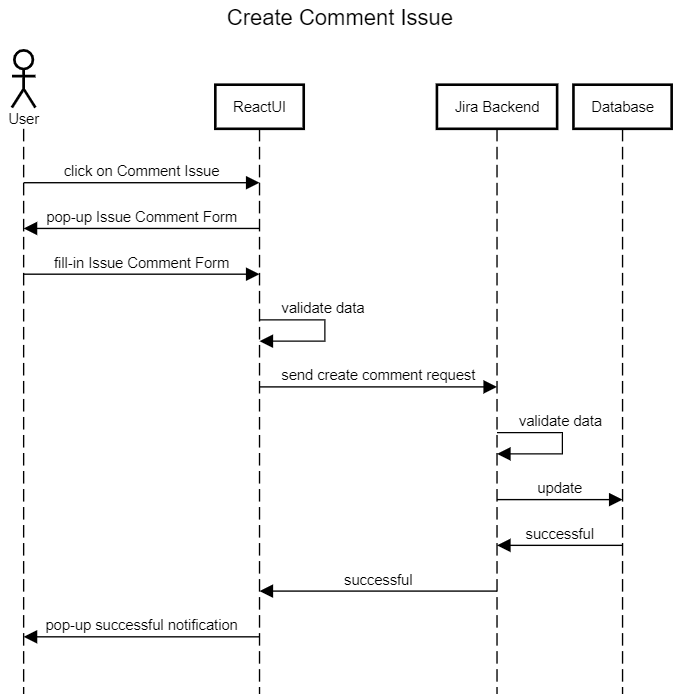 Create Comment Issue
User
ReactUI
Jira Backend
Database
click on Comment Issue
pop-up Issue Comment Form
fill-in Issue Comment Form
validate data
send create comment request
validate data
update
successful
successful
pop-up successful notification